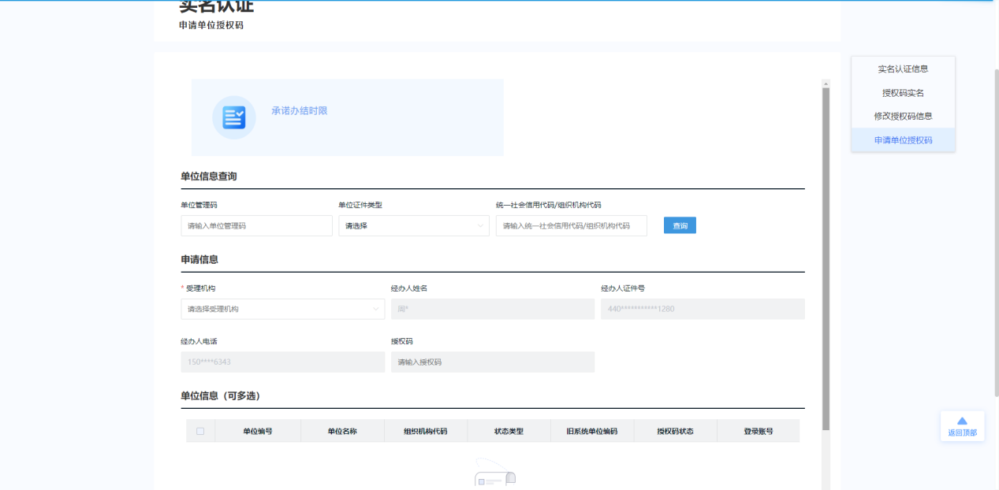 实名认证
申请单位授权码
实名认证信息
授权码实名
修改授权码信息
申请单位授权码
承诺办结时限
单位信息查询
单位管理码 单位证件类型 统一社会信用代码/组织机构代码
请输入单位管理码 请选择 请输入统一社会信用代码/组织机构代码 查询
申请信息
* 受理机构 经办人姓名 经办人证件号
请选择受理机构 周* 440***********1280
经办人电话 授权码
150****6343 请输入授权码
单位信息（可多选）
单位编号 单位名称 组织机构代码 状态类型 旧系统单位编码 授权码状态 登录账号
返回顶部